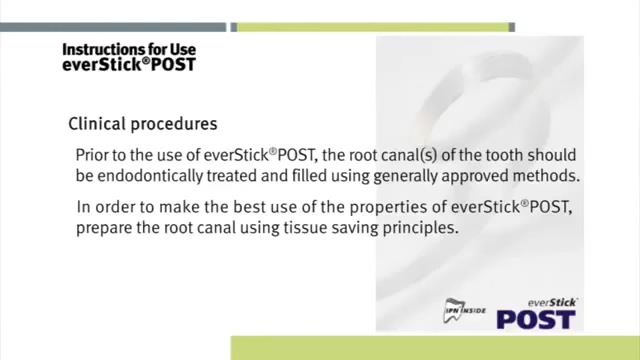 Instructions for Use
everStick®POST
Clinical procedures
Prior to the use of everStick®POST, the root canal(s) of the tooth should
be endodontically treated and filled using generally approved methods.
In order to make the best use of the properties of everStick®POST,
prepare the root canal using tissue saving principles.
IPN INSIDE
everStick®
POST